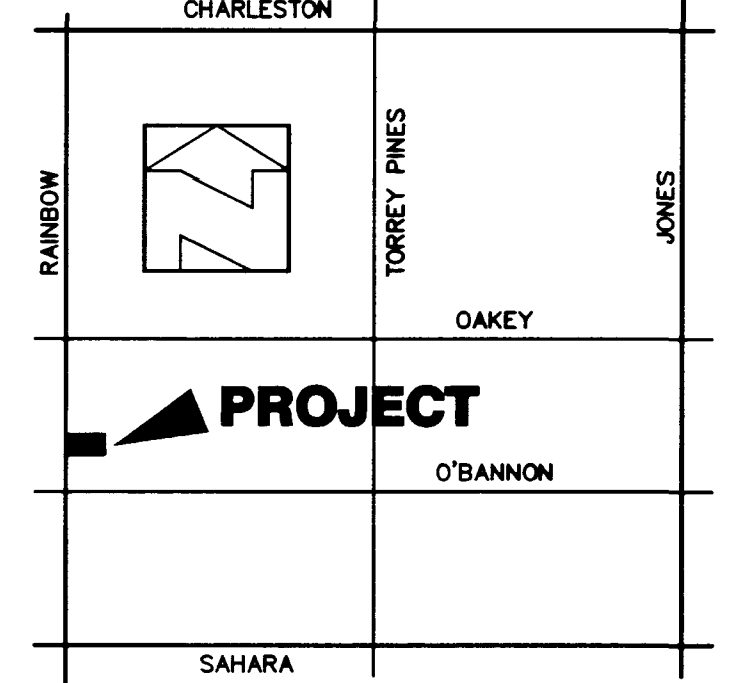 CHARLESTON
RAINBOW
TORREY PINES
JONES
OAKEY
PROJECT
O'BANNON
SAHARA